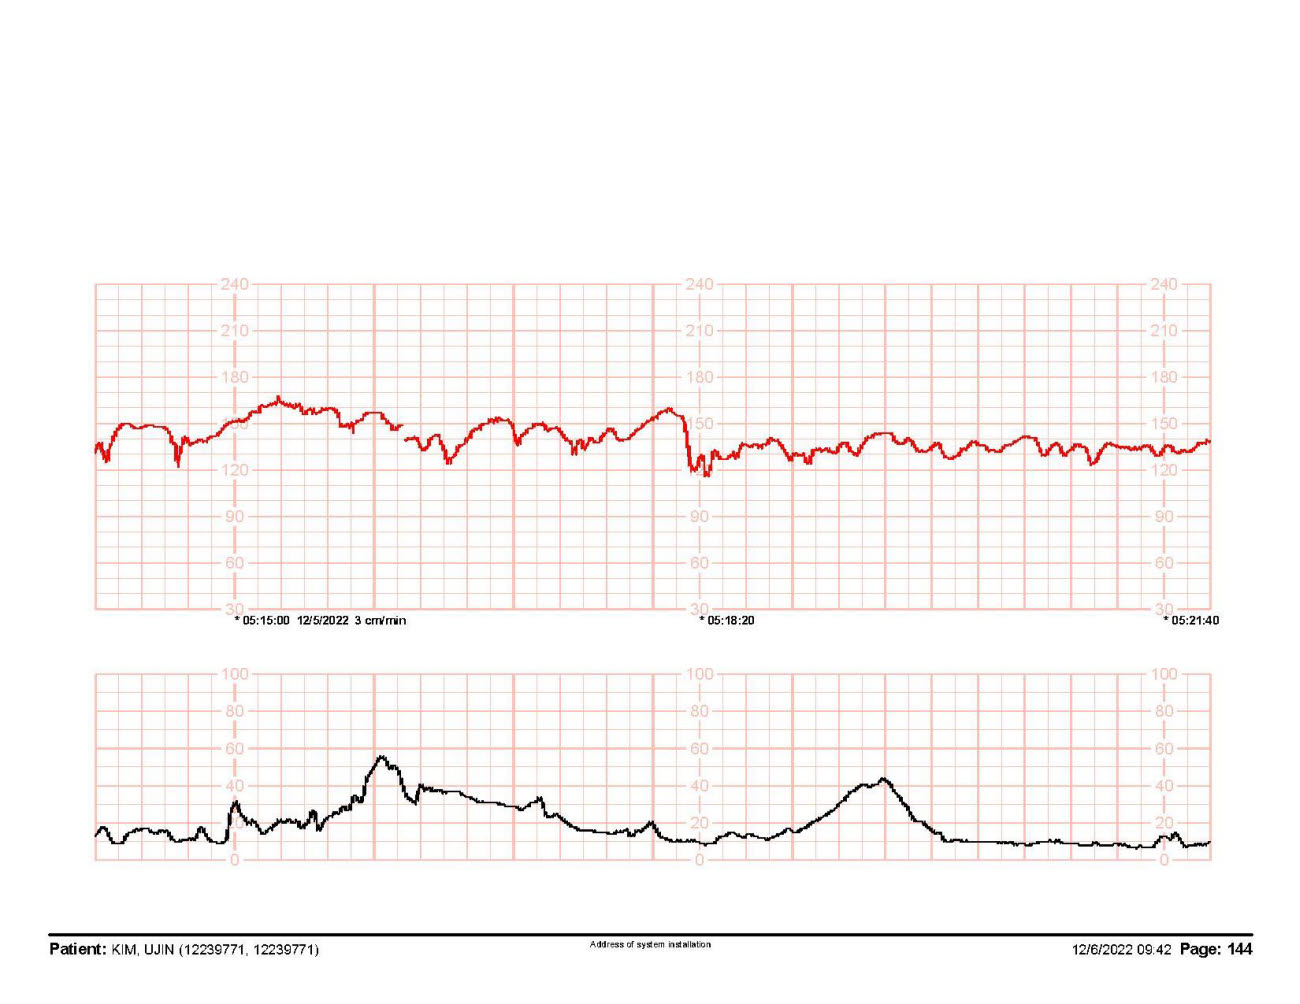 240 240 240
210 210 210
180 180 180
150 150 150
120 120
90 90 90
60 60 60
30 30 30
* 05:15:00 12/5/2022 3 cm/min * 05:18:20 * 05:21:40
100 100 100
80 80 80
60 60 60
40 40 40
20 20 20
0 0 0
Patient: KIM, UJIN (12239771, 12239771) Address of system installation 12/6/2022 09:42 Page: 144